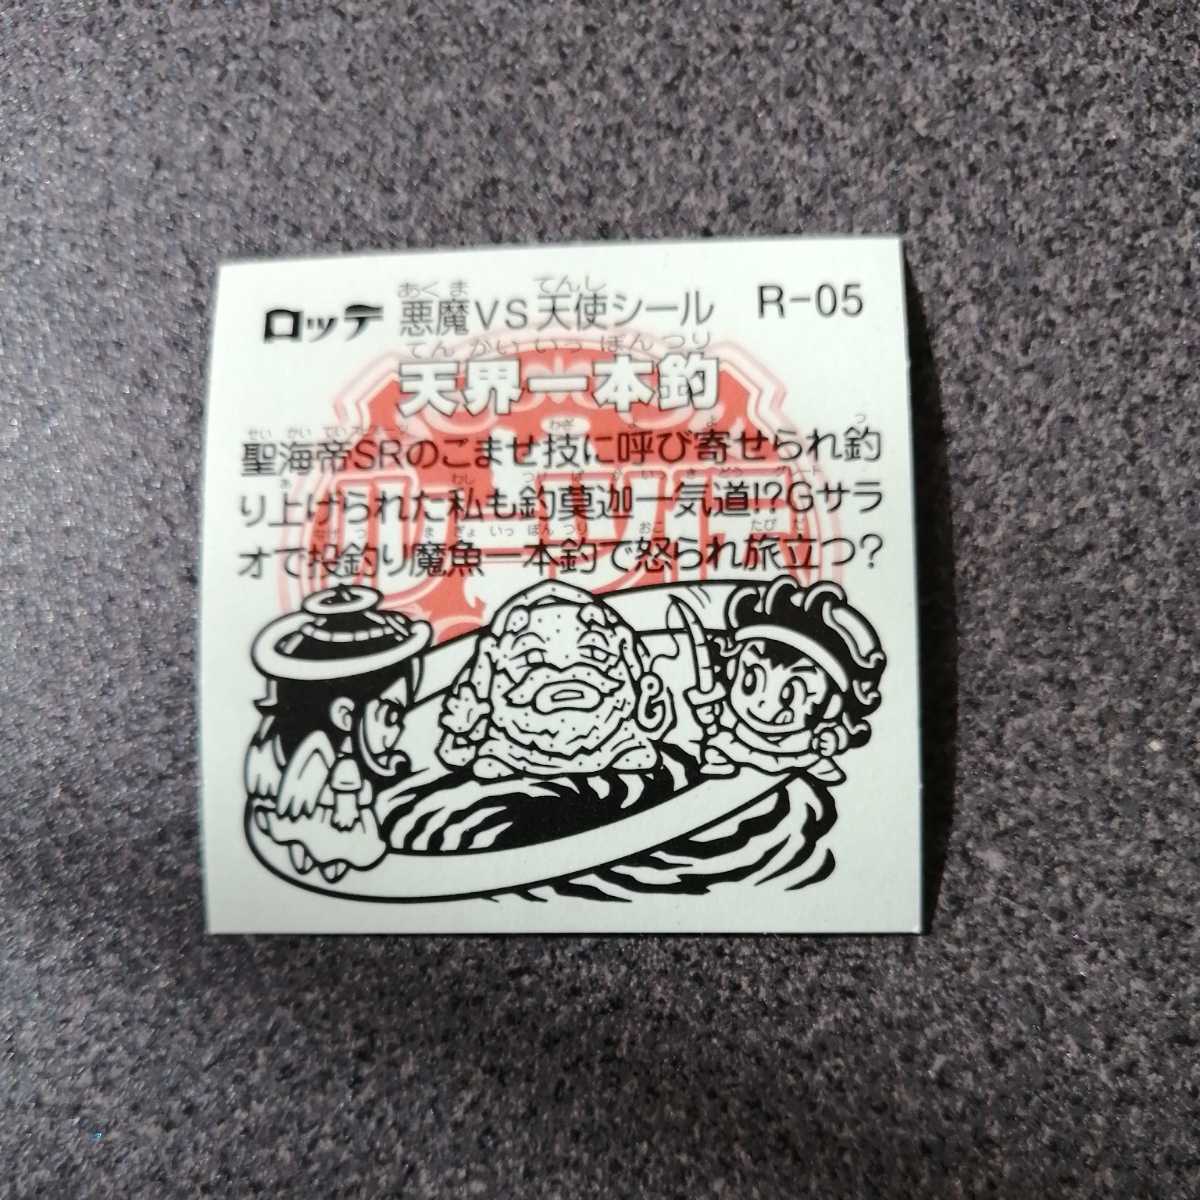 ロッテ 悪魔VS天使シール R-05
天界一本釣
聖海帝SRのこませ技に呼び寄せられ釣
り上げられた私も釣莫迦一気道!?Gサラ
オで投釣り魔魚一本釣で怒られ旅立つ?